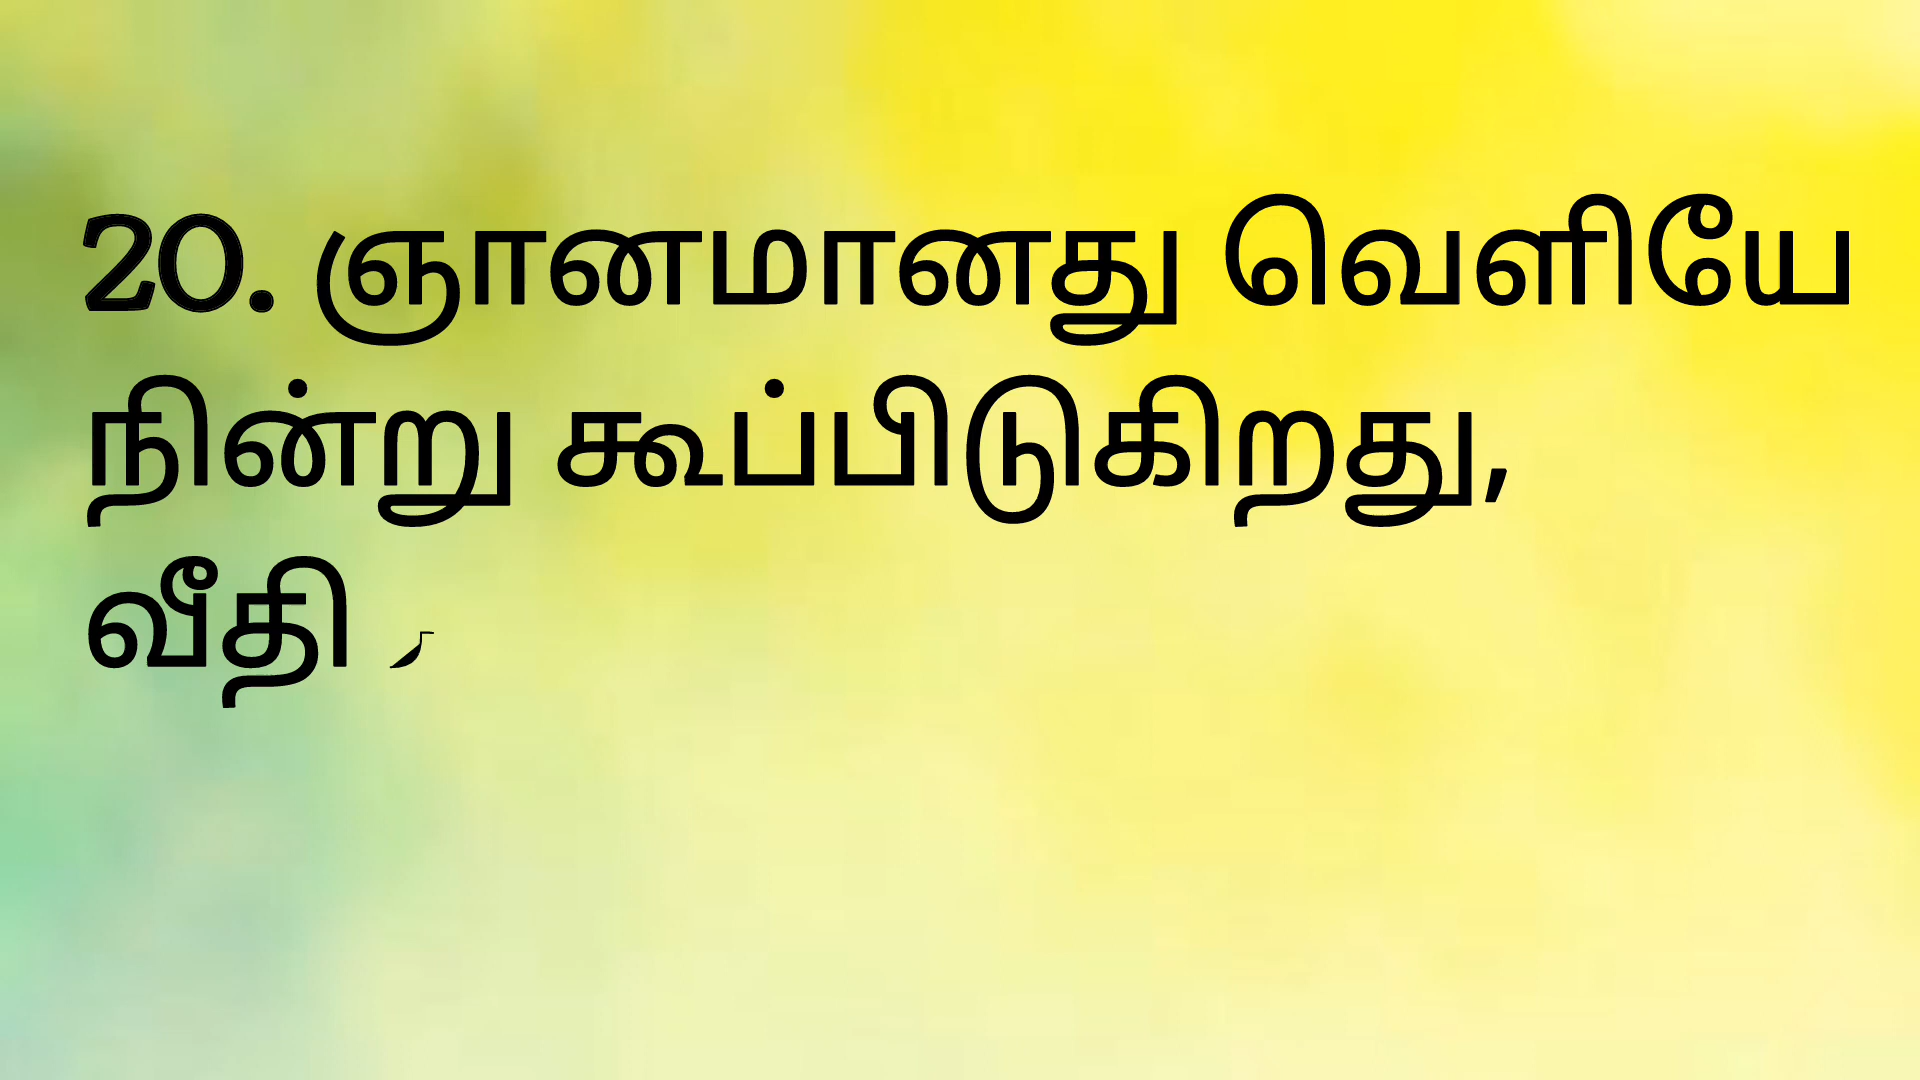 20. ஞானமானது வெளியே
நின்று கூப்பிடுகிறது,
வீதி